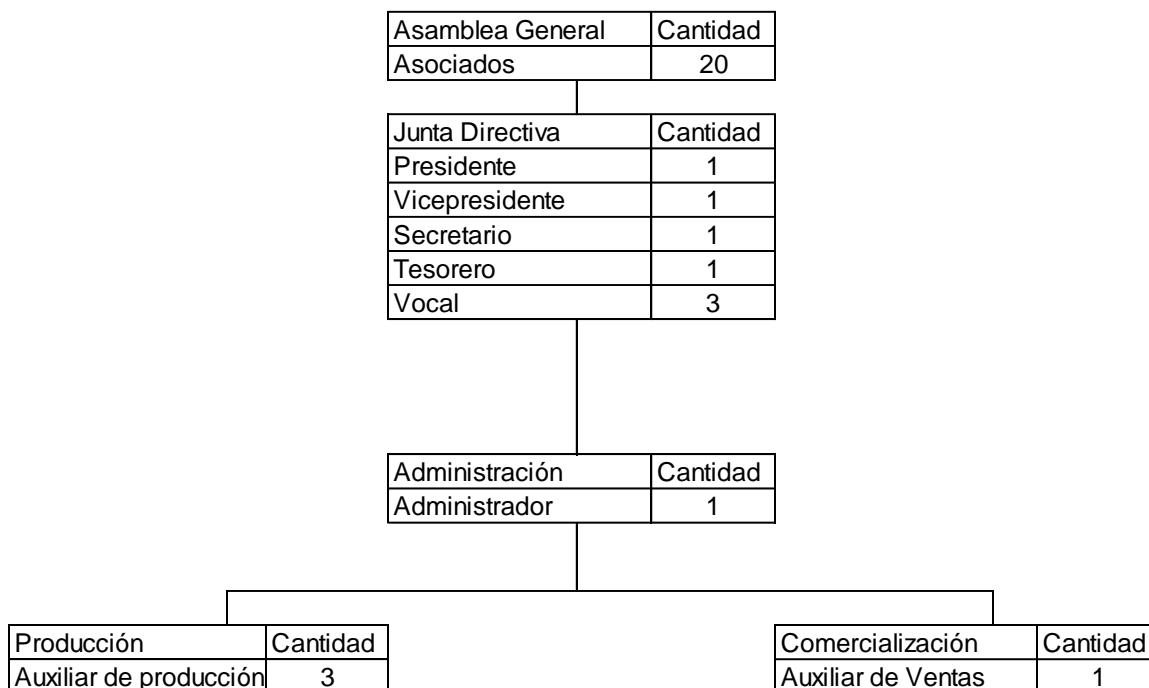 Asamblea General Cantidad
Asociados 20
Junta Directiva Cantidad
Presidente 1
Vicepresidente 1
Secretario 1
Tesorero 1
Vocal 3
Administración Cantidad
Administrador 1
Producción Cantidad
Auxiliar de producción 3
Comercialización Cantidad
Auxiliar de Ventas 1